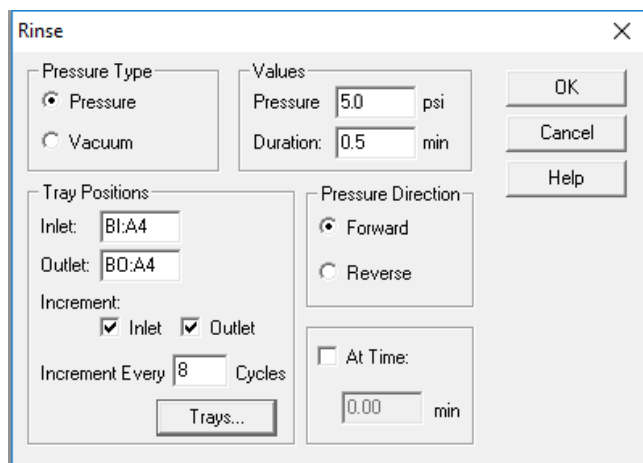 Rinse
Pressure Type
Pressure
Vacuum
Values
Pressure 5.0 psi
Duration: 0.5 min
OK
Cancel
Help
Tray Positions
Inlet: BI:A4
Outlet: BO:A4
Increment:
Inlet Outlet
Increment Every 8 Cycles
Trays...
Pressure Direction
Forward
Reverse
At Time:
0.00 min